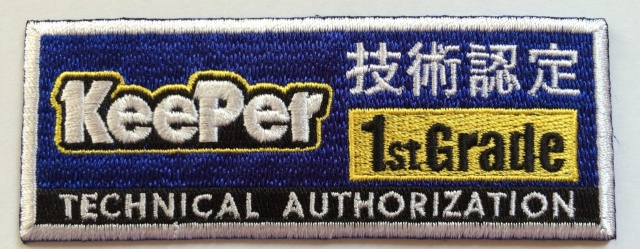 KeePer
技術認定
1st.Grade
TECHNICAL AUTHORIZATION